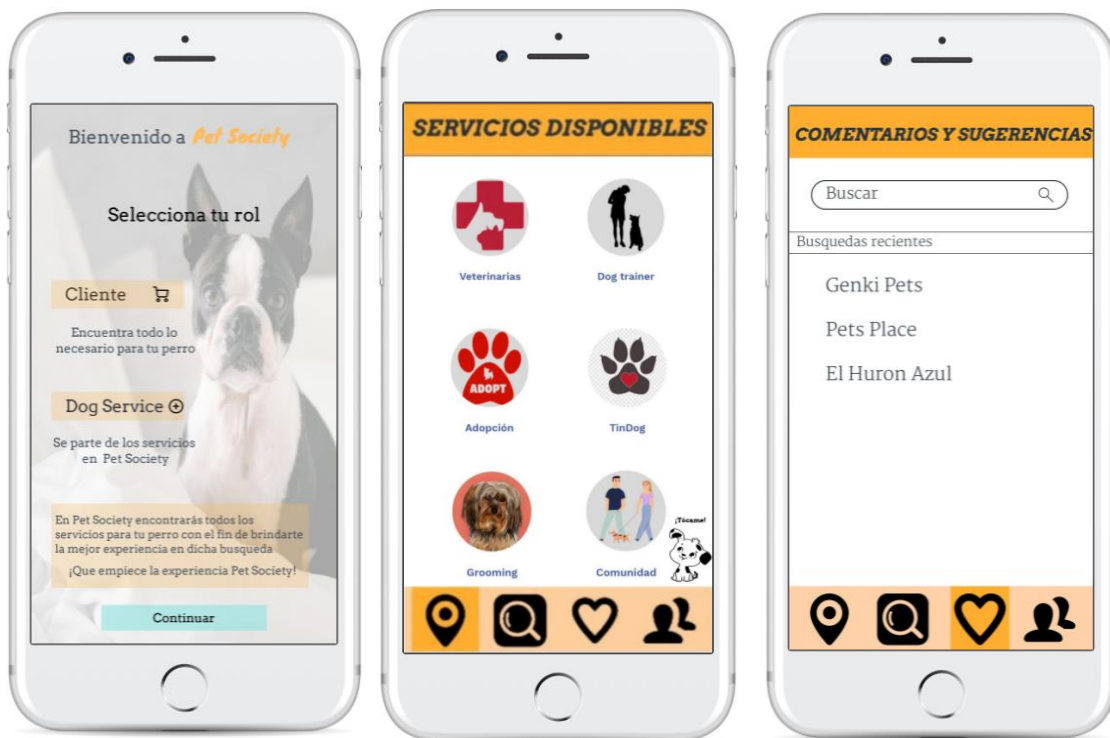 Bienvenido a Pet Society
Selecciona tu rol
Cliente
Encuentra todo lo
necesario para tu perro
Dog Service
Se parte de los servicios
en Pet Society
En Pet Society encontrarás todos los
servicios para tu perro con el fin de brindarte
la mejor experiencia en dicha busqueda
¡Que empiece la experiencia Pet Society!
Continuar
SERVICIOS DISPONIBLES
Veterinarias
Dog trainer
ADOPT
Adopción
TinDog
Grooming
Comunidad
¡Tócame!
COMENTARIOS Y SUGERENCIAS
Buscar
Busquedas recientes
Genki Pets
Pets Place
El Huron Azul